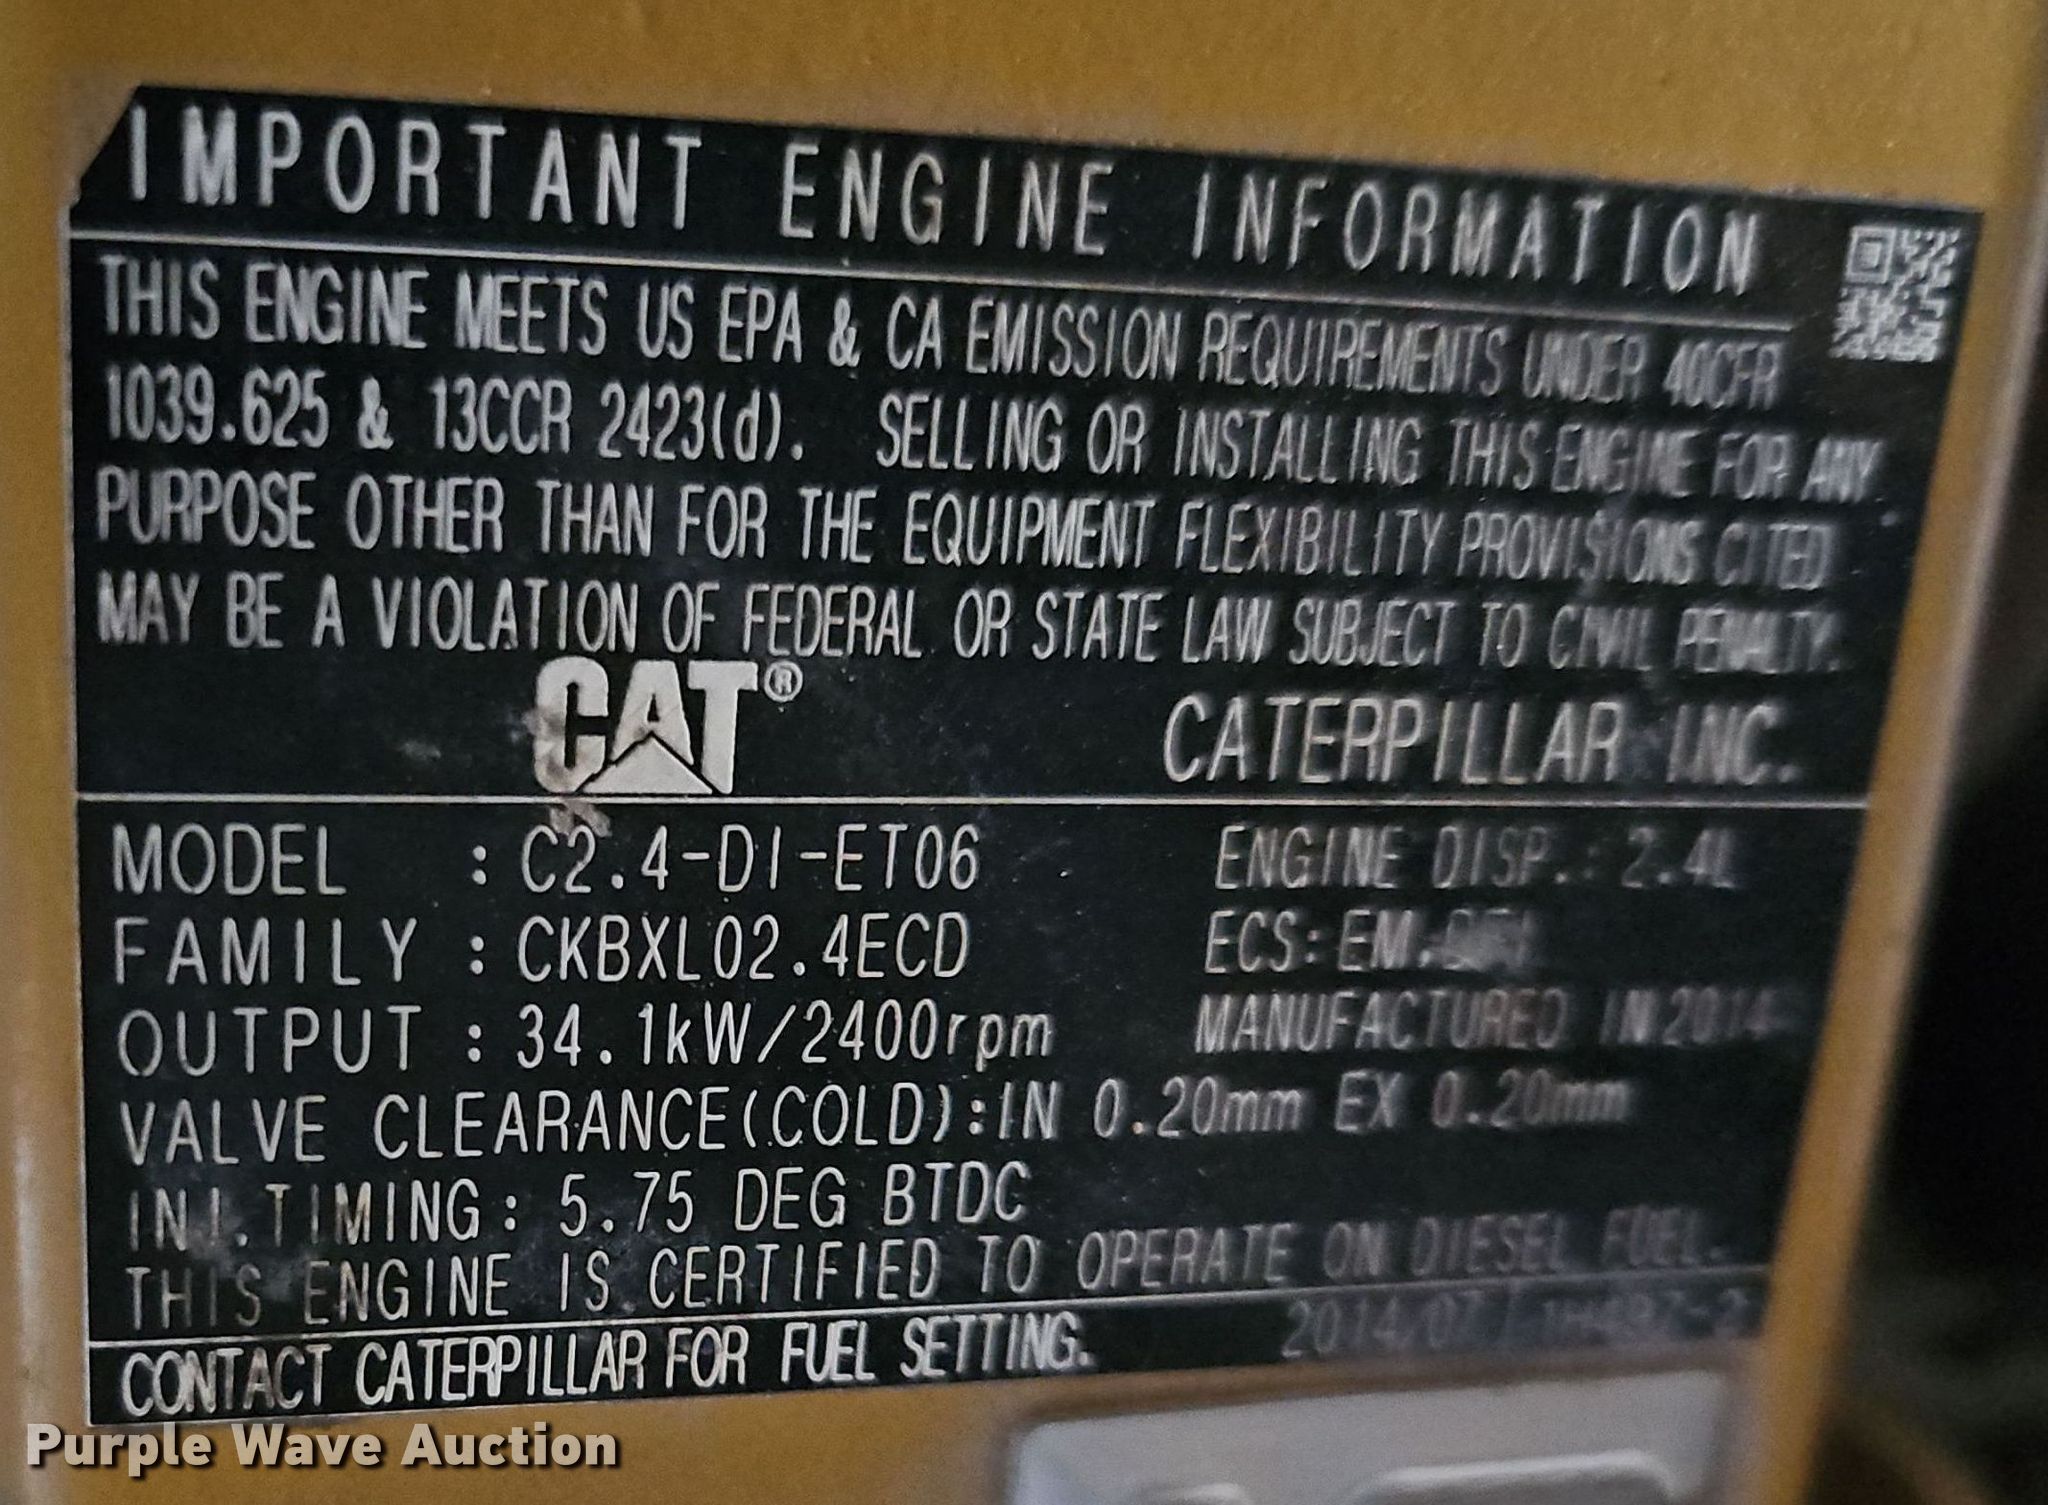 IMPORTANT ENGINE INFORMATION
THIS ENGINE MEETS US EPA & CA EMISSION REQUIREMENTS UNDER 40CFR
1039.625 & 13CCR 2423(d). SELLING OR INSTALLING THIS ENGINE FOR ANY
PURPOSE OTHER THAN FOR THE EQUIPMENT FLEXIBILITY PROVISIONS CITED
MAY BE A VIOLATION OF FEDERAL OR STATE LAW SUBJECT TO CIVIL PENALTY.
CAT® CATERPILLAR INC.
MODEL : C2.4-DI-ET06 ENGINE DISP.: 2.4L
FAMILY : CKBXL02.4ECD ECS:
OUTPUT : 34.1kW/2400rpm MANUFACTURED IN 2014
VALVE CLEARANCE(COLD):IN 0.20mm EX 0.20mm
INJ.TIMING: 5.75 DEG BTDC
THIS ENGINE IS CERTIFIED TO OPERATE ON DIESEL FUEL.
CONTACT CATERPILLAR FOR FUEL SETTING. 2014/07
Purple Wave Auction